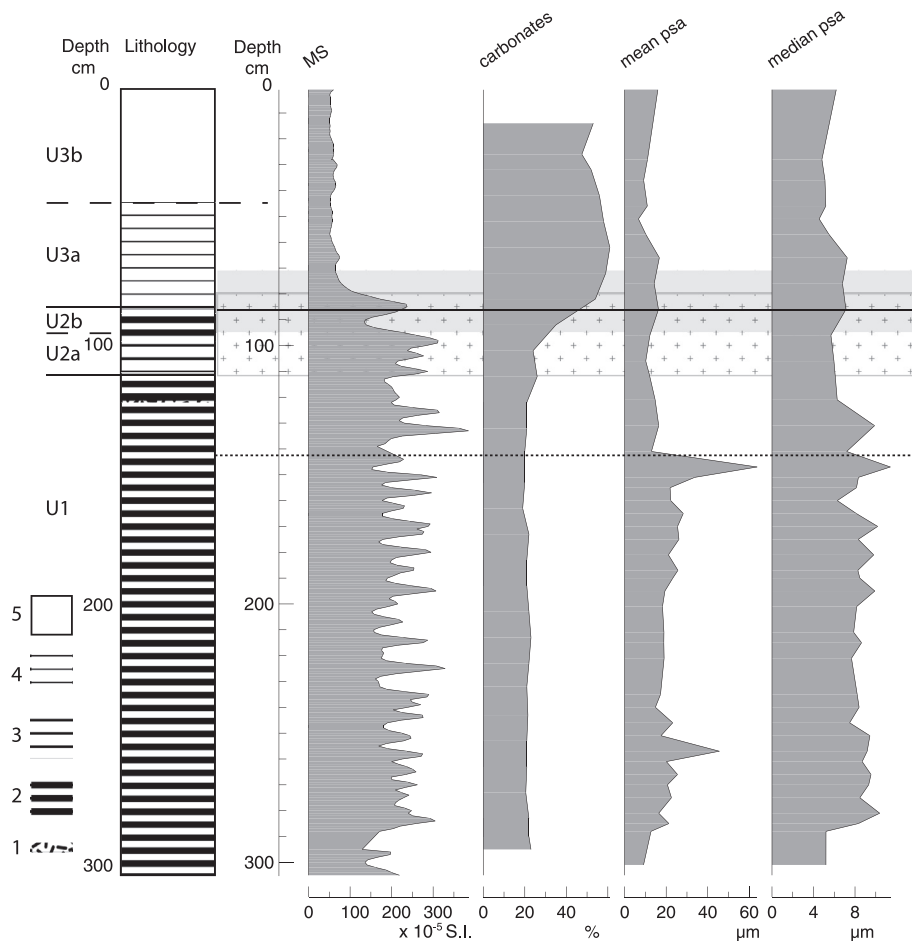 Depth
cm
Lithology
Depth
cm
MS
carbonates
mean psa
median psa
0
0
U3b
U3a
U2b
100
100
U2a
U1
5
200
200
4
3
2
1
300
300
0 100 200 300
x 10-5 S.I.
0 20 40 60
%
0 20 40 60
µm
0 4 8
µm